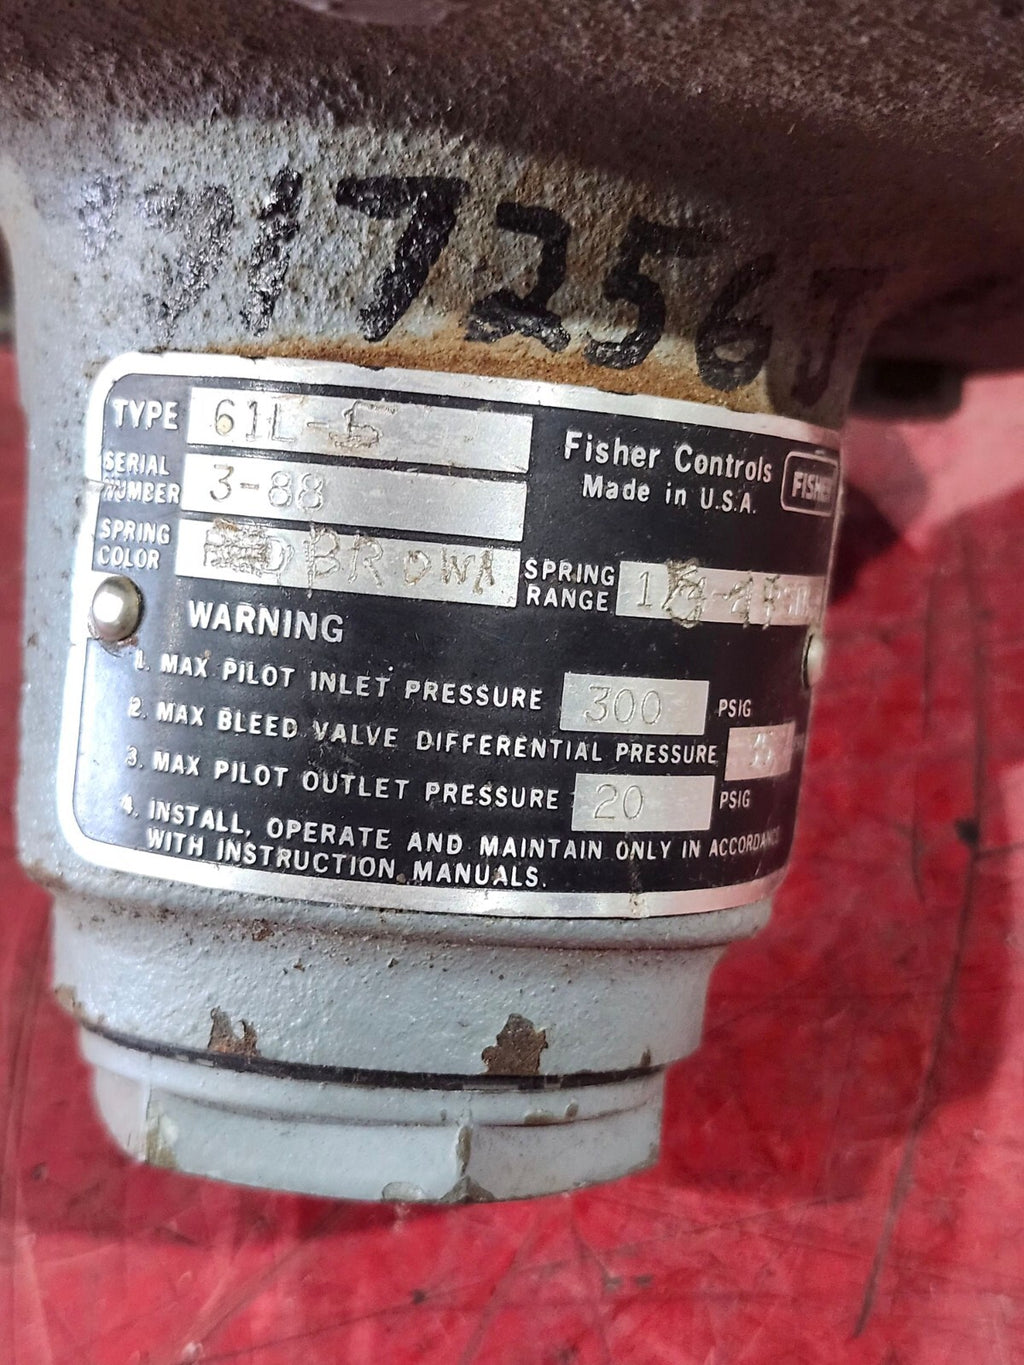 717256J
TYPE 61L-5
Fisher Controls
FISHER
Made in U.S.A.
SERIAL NUMBER 3-88
SPRING COLOR BROWN
SPRING RANGE
WARNING
1. MAX PILOT INLET PRESSURE 300 PSIG
2. MAX BLEED VALVE DIFFERENTIAL PRESSURE
3. MAX PILOT OUTLET PRESSURE 20 PSIG
4. INSTALL, OPERATE AND MAINTAIN ONLY IN ACCORDANCE
WITH INSTRUCTION MANUALS.